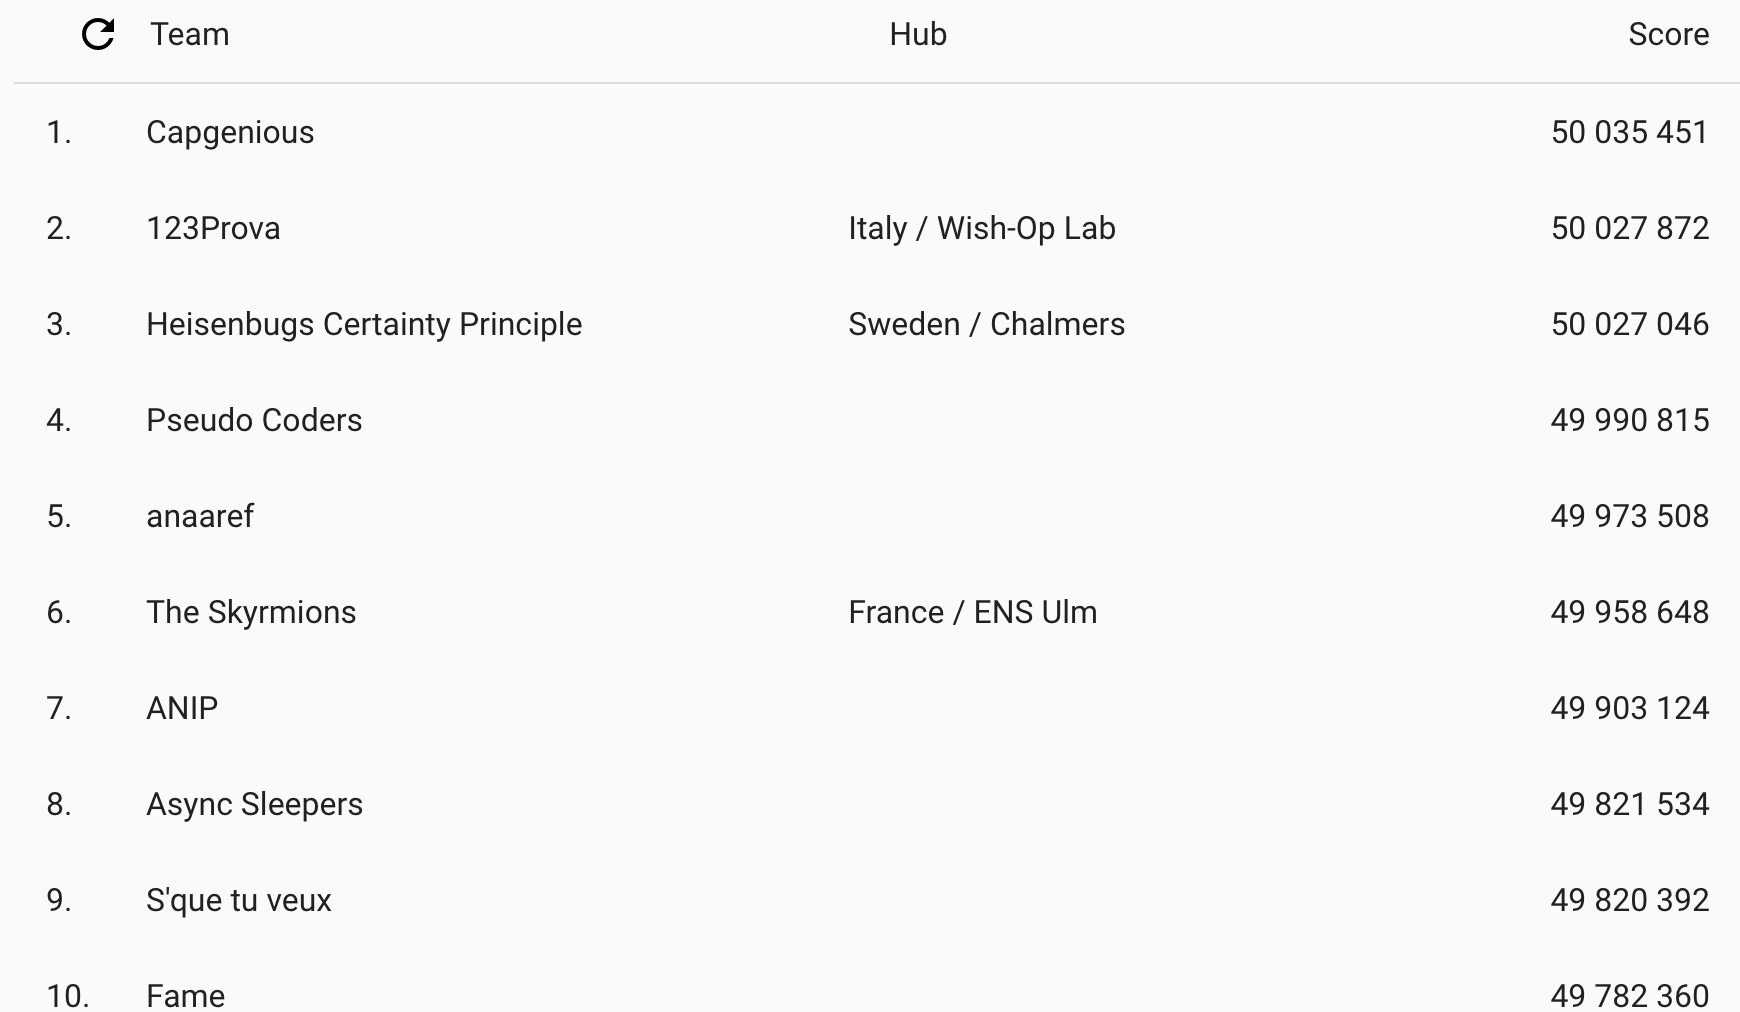 Team Hub Score
1. Capgenious 50 035 451
2. 123Prova Italy / Wish-Op Lab 50 027 872
3. Heisenbugs Certainty Principle Sweden / Chalmers 50 027 046
4. Pseudo Coders 49 990 815
5. anaaref 49 973 508
6. The Skyrmions France / ENS Ulm 49 958 648
7. ANIP 49 903 124
8. Async Sleepers 49 821 534
9. S'que tu veux 49 820 392
10. Fame 49 782 360